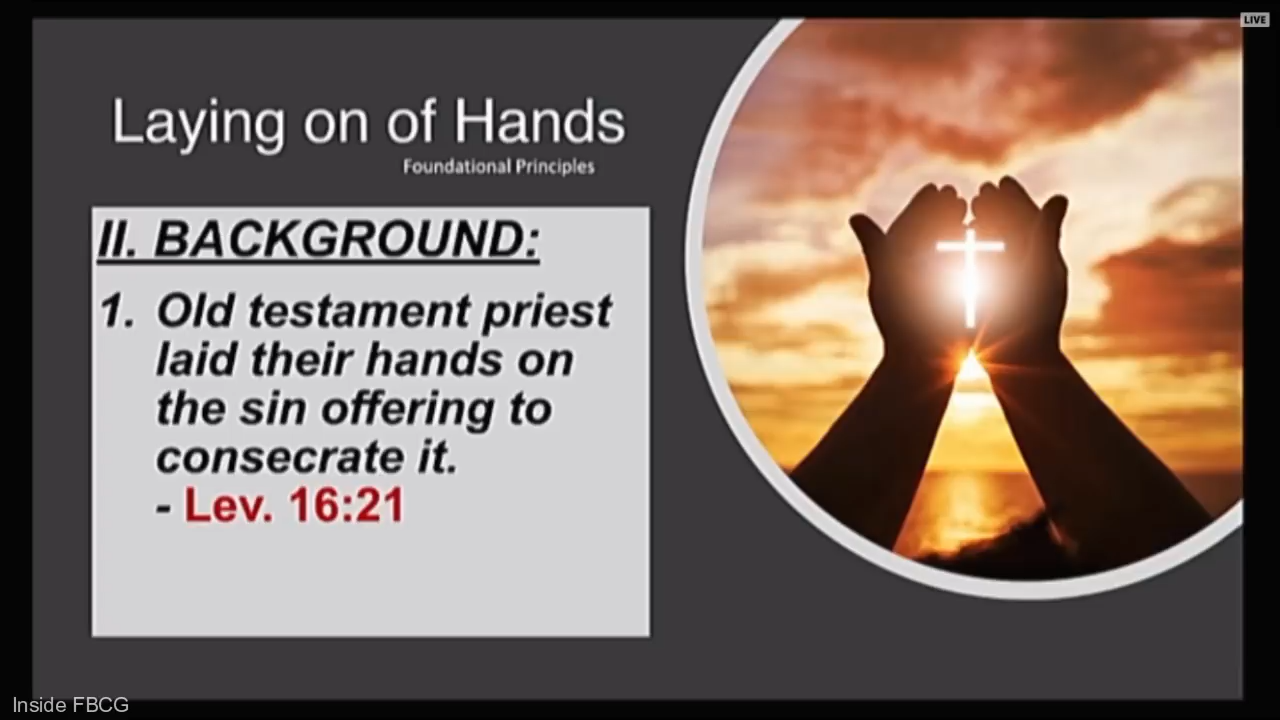 LIVE
Laying on of Hands
Foundational Principles
II. BACKGROUND:
1. Old testament priest
laid their hands on
the sin offering to
consecrate it.
- Lev. 16:21
Inside FBCG